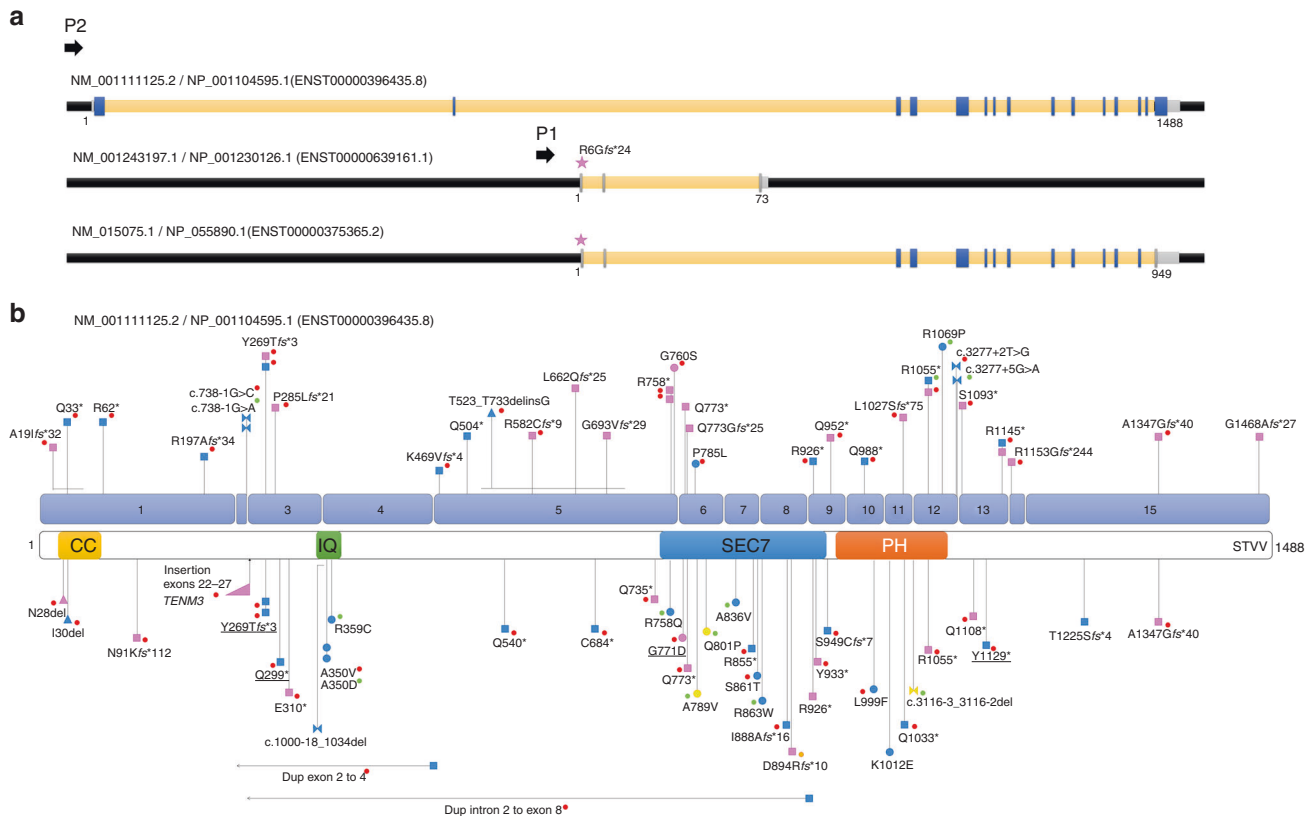 a
P2
NM_001111125.2 / NP_001104595.1(ENST00000396435.8)
1
1488
P1
R6Gfs*24
NM_001243197.1 / NP_001230126.1 (ENST00000639161.1)
1
73
NM_015075.1 / NP_055890.1(ENST00000375365.2)
1
949
b
NM_001111125.2 / NP_001104595.1 (ENST00000396435.8)
Y269Tfs*3
c.738-1G>C
c.738-1G>A
P285Lfs*21
Q33*
R62*
A19Ifs*32
R197Afs*34
L662Qfs*25
T523_T733delinsG
Q504*
R582Cfs*9
G693Vfs*29
K469Vfs*4
G760S
R758*
Q773*
Q773Gfs*25
P785L
R1069P
c.3277+2T>G
c.3277+5G>A
R1055*
S1093*
L1027Sfs*75
Q952*
R926*
Q988*
R1145*
R1153Gfs*244
A1347Gfs*40
G1468Afs*27
1 3 4 5 6 7 8 9 10 11 12 13 15
1 CC IQ SEC7 PH STVV 1488
Insertion
exons 22–27
TENM3
N28del
I30del
N91Kfs*112
Y269Tfs*3
Q299*
E310*
R359C
A350V
A350D
c.1000-18_1034del
Q540*
C684*
Q735*
R758Q
G771D
Q773*
A789V
Q801P
A836V
R855*
S861T
R863W
I888Afs*16
D894Rfs*10
S949Cfs*7
Y933*
R926*
L999F
c.3116-3_3116-2del
Q1033*
K1012E
R1055*
Q1108*
Y1129*
T1225Sfs*4
A1347Gfs*40
Dup exon 2 to 4
Dup intron 2 to exon 8